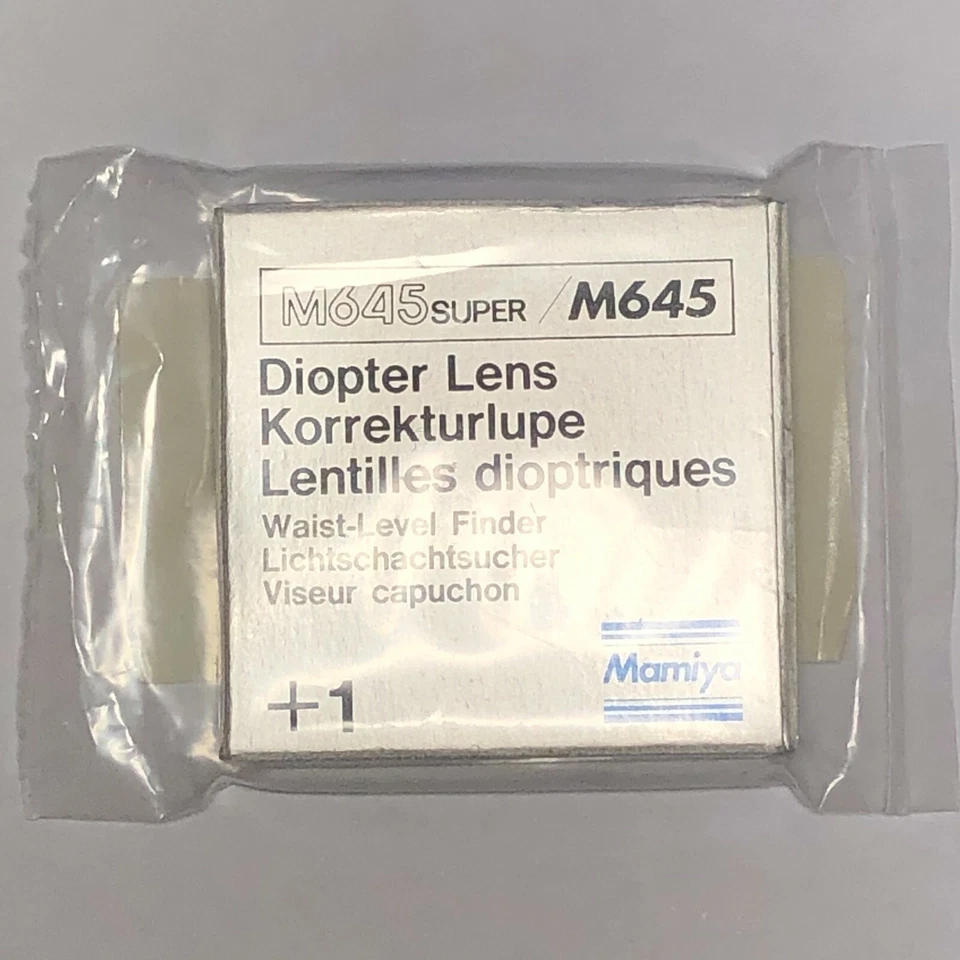 M645SUPER / M645
Diopter Lens
Korrekturlupe
Lentilles dioptriques
Waist-Level Finder
Lichtschachtsucher
Viseur capuchon
Mamiya
+1